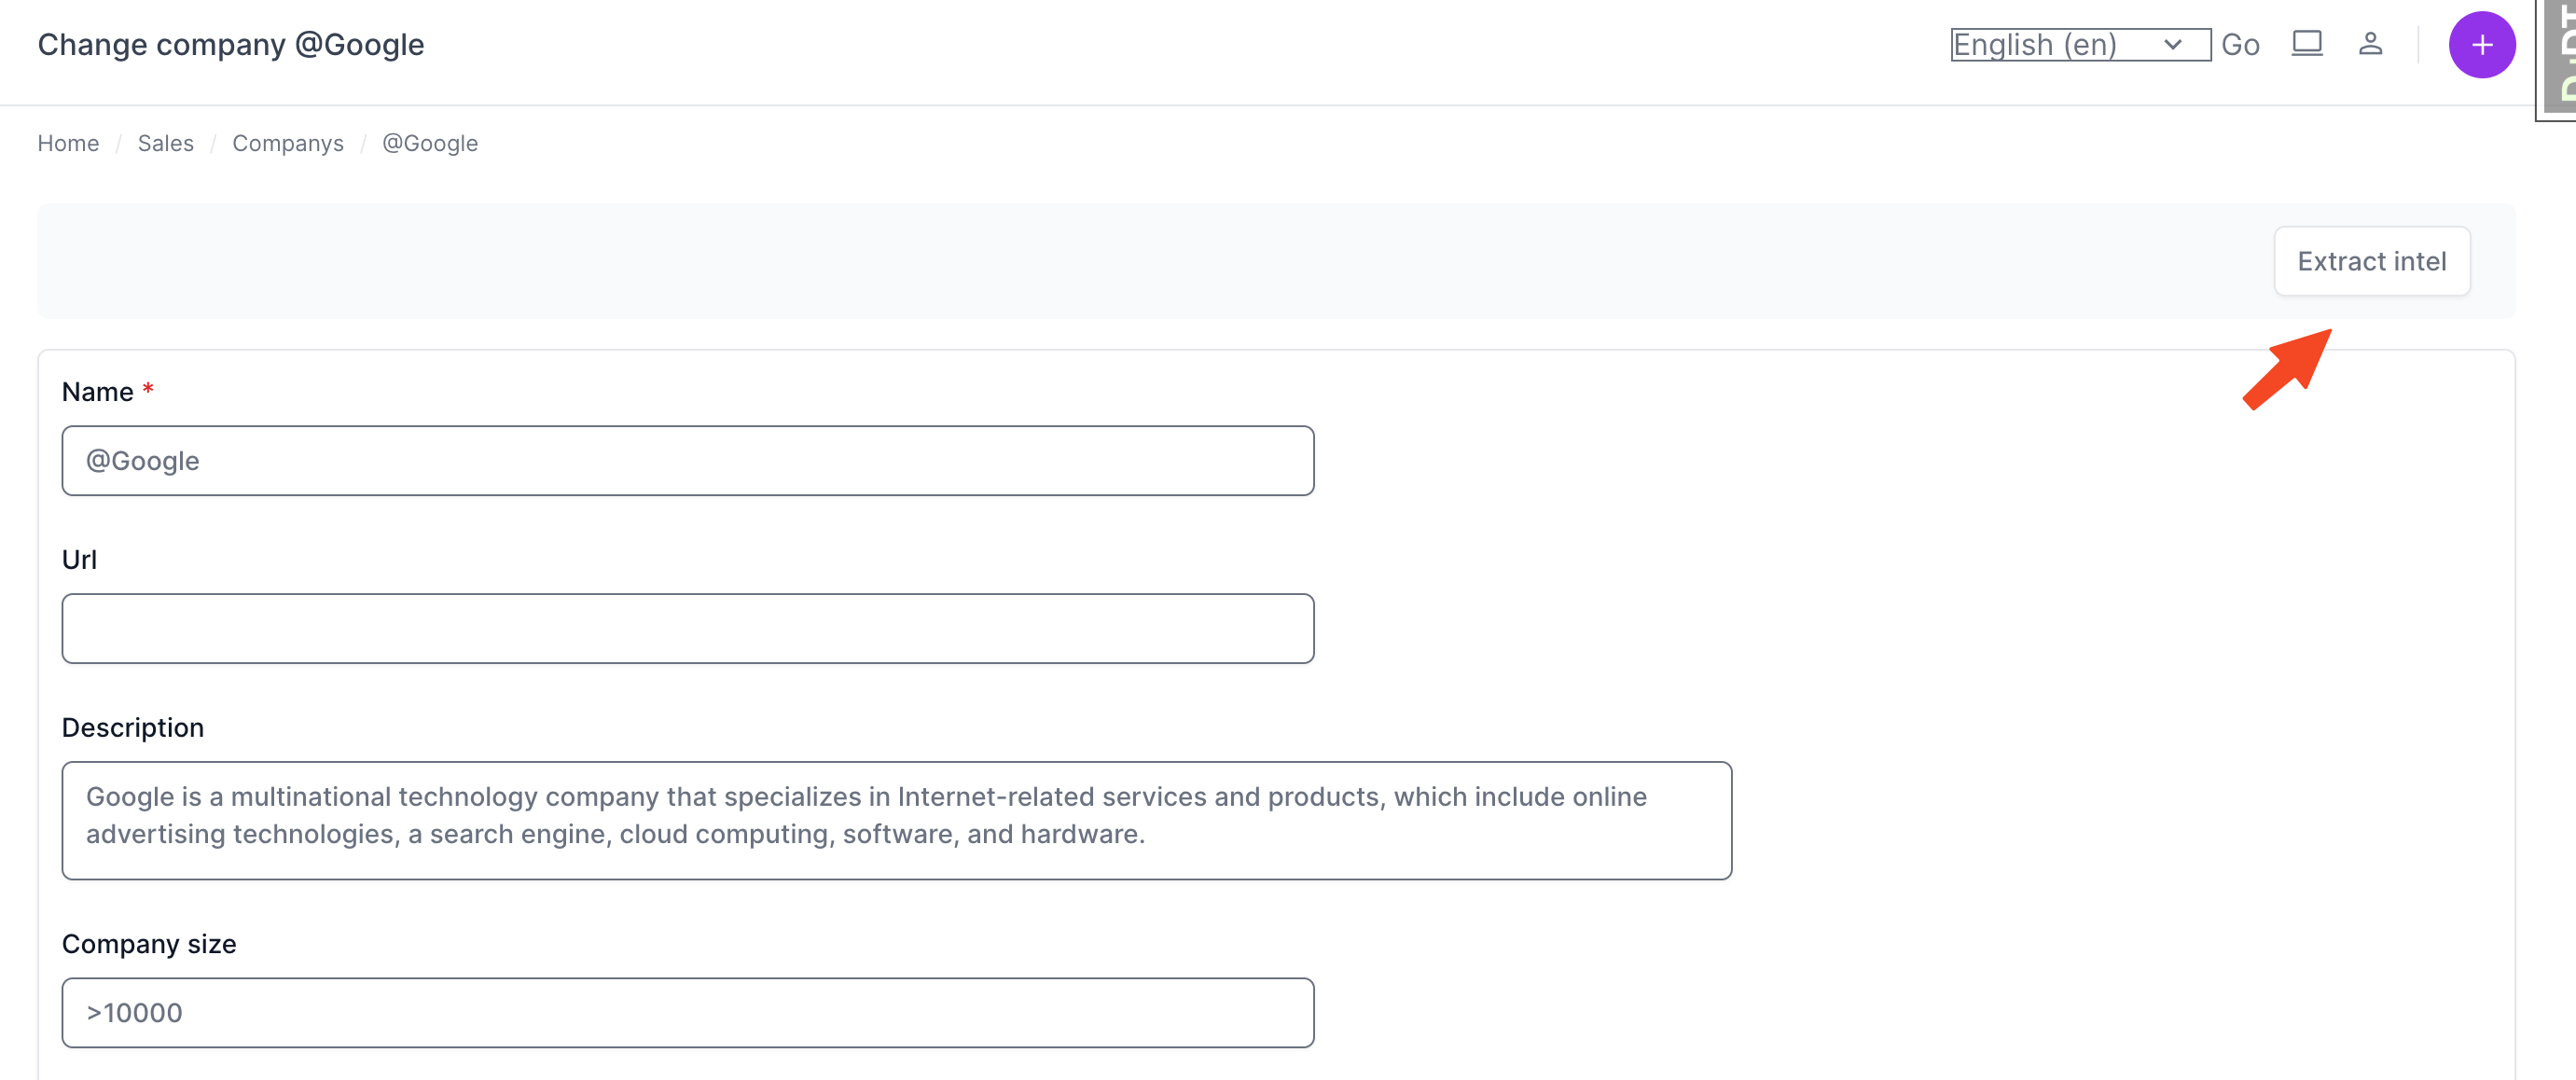 Change company @Google
English (en)
Go
DjDT
Home / Sales / Companys / @Google
Extract intel
Name *
@Google
Url
Description
Google is a multinational technology company that specializes in Internet-related services and products, which include online
advertising technologies, a search engine, cloud computing, software, and hardware.
Company size
>10000